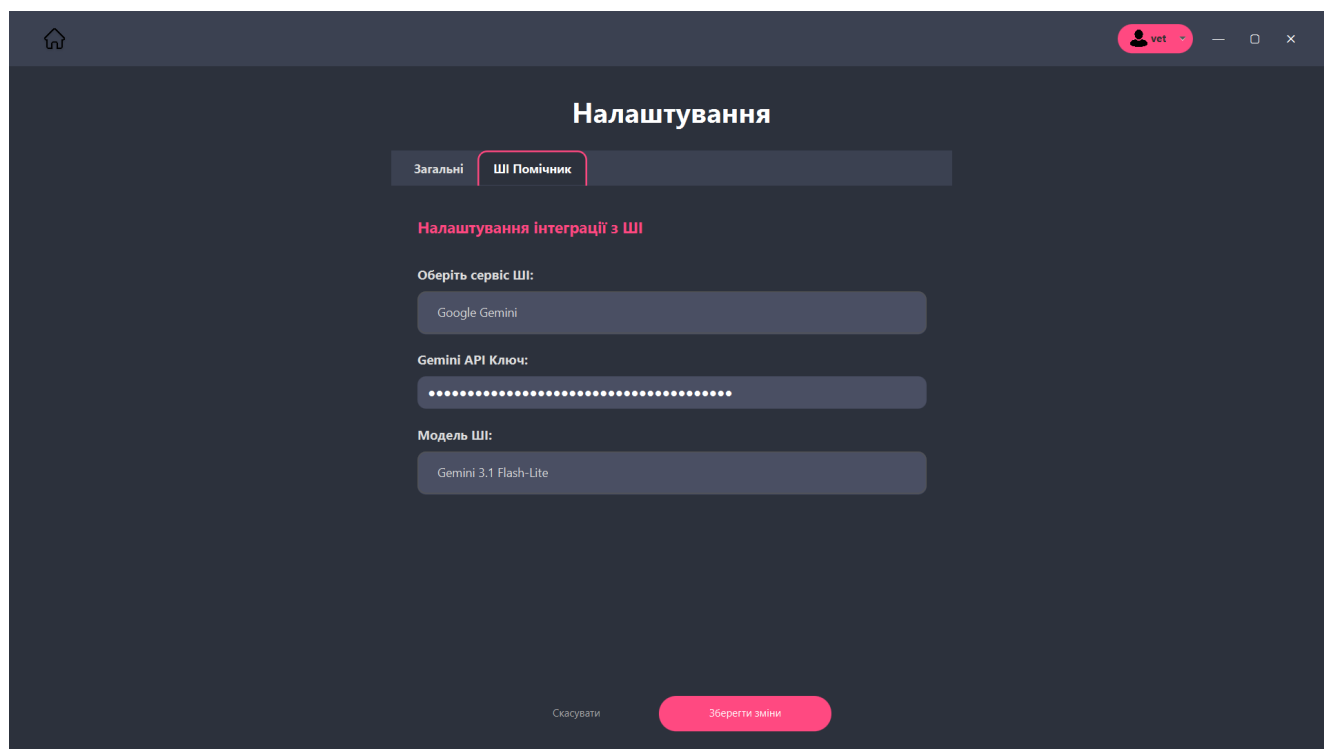 vet
Налаштування
Загальні
ШІ Помічник
Налаштування інтеграції з ШІ
Оберіть сервіс ШІ:
Google Gemini
Gemini API Ключ:
●●●●●●●●●●●●●●●●●●●●●●●●●●●●●●●●●●●●●●●
Модель ШІ:
Gemini 3.1 Flash-Lite
Скасувати
Зберегти зміни